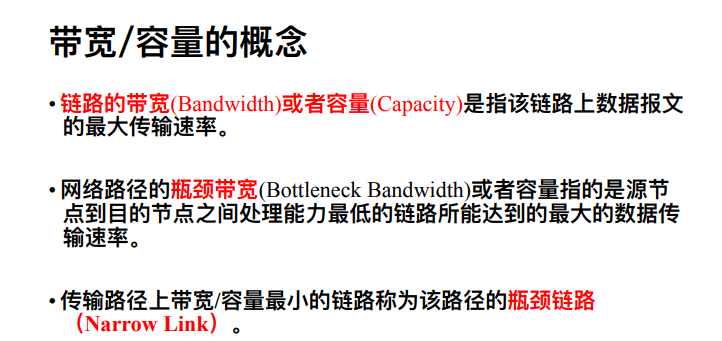 带宽/容量的概念
• 链路的带宽(Bandwidth)或者容量(Capacity)是指该链路上数据报文
的最大传输速率。
• 网络路径的瓶颈带宽(Bottleneck Bandwidth)或者容量指的是源节
点到目的节点之间处理能力最低的链路所能达到的最大的数据传
输速率。
• 传输路径上带宽/容量最小的链路称为该路径的瓶颈链路
（Narrow Link）。